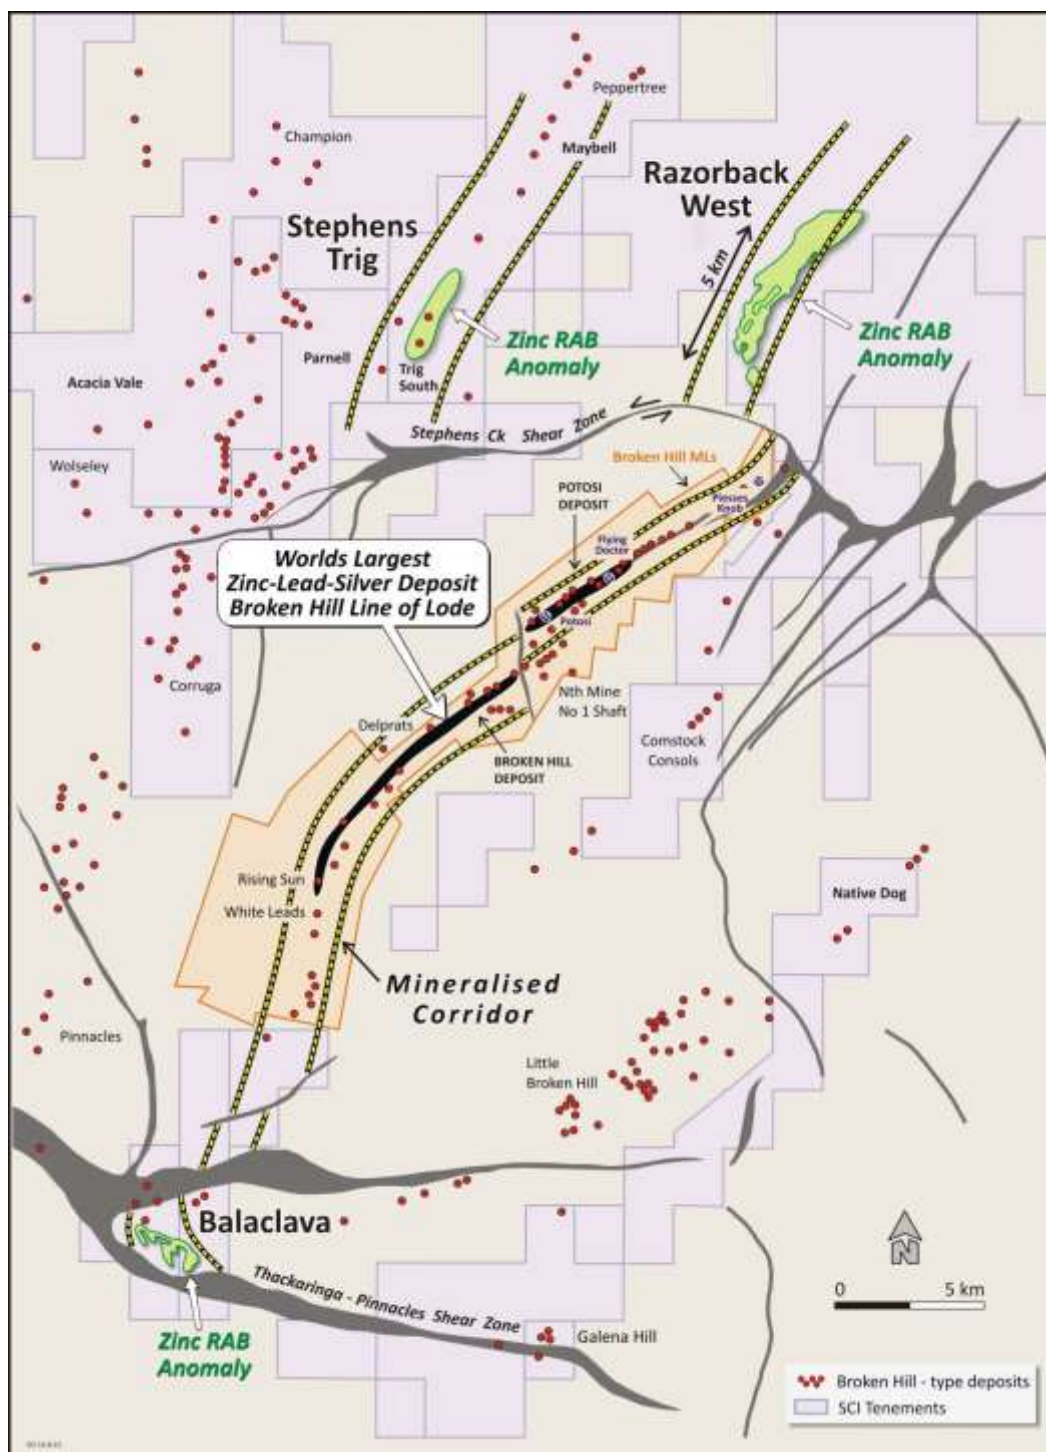 Peppertree
Champion
Maybell
Razorback
West
Stephens
Trig
5 km
Zinc RAB
Anomaly
Zinc RAB
Anomaly
Parnell
Trig
South
Acacia Vale
Stephens Ck Shear Zone
Broken Hill MLs
Wolseley
POTOSI
DEPOSIT
Piesses
Knob
Flying
Doctor
Worlds Largest
Zinc-Lead-Silver Deposit
Broken Hill Line of Lode
Potosi
Corruga
Nth Mine
No 1 Shaft
Delprats
Comstock
Consols
BROKEN HILL
DEPOSIT
Rising Sun
Native Dog
White Leads
Mineralised
Corridor
Pinnacles
Little
Broken Hill
Balaclava
N
Thackaringa - Pinnacles Shear Zone
0 5 km
Zinc RAB
Anomaly
Galena Hill
Broken Hill - type deposits
SCI Tenements